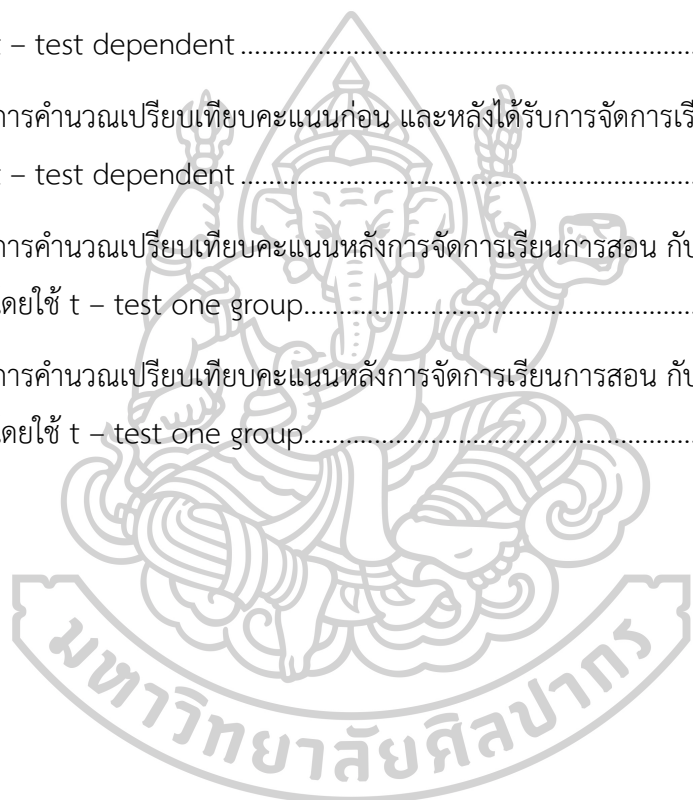 t – test dependent
การคำนวณเปรียบเทียบคะแนนก่อน และหลังได้รับการจัดการเรี
t – test dependent
การคำนวณเปรียบเทียบคะแนนหลังการจัดการเรียนการสอน กับ
โดยใช้ t – test one group
การคำนวณเปรียบเทียบคะแนนหลังการจัดการเรียนการสอน กับ
โดยใช้ t – test one group
มหาวิทยาลัยศิลปากร